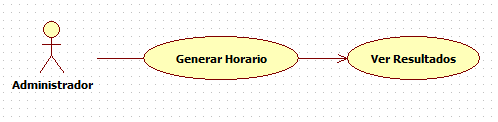 Generar Horario
Ver Resultados
Administrador